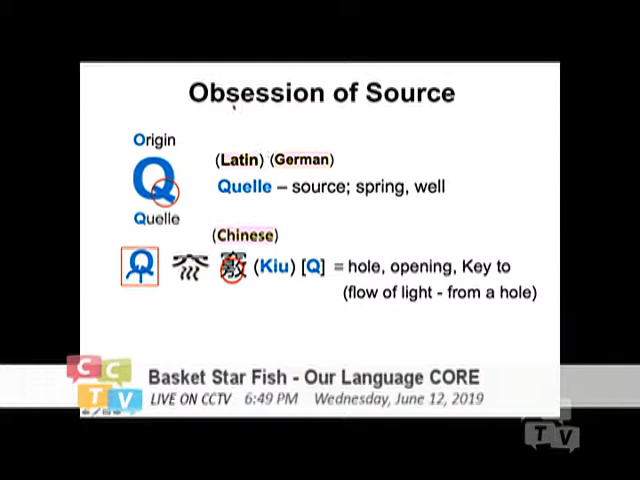 Obsession of Source
Origin
Q
(Latin) (German)
Quelle – source; spring, well
Quelle
(Chinese)
(Kiu) [Q] = hole, opening, Key to
(flow of light - from a hole)
Basket Star Fish - Our Language CORE
LIVE ON CCTV 6:49 PM Wednesday, June 12, 2019
C C
T V
T V